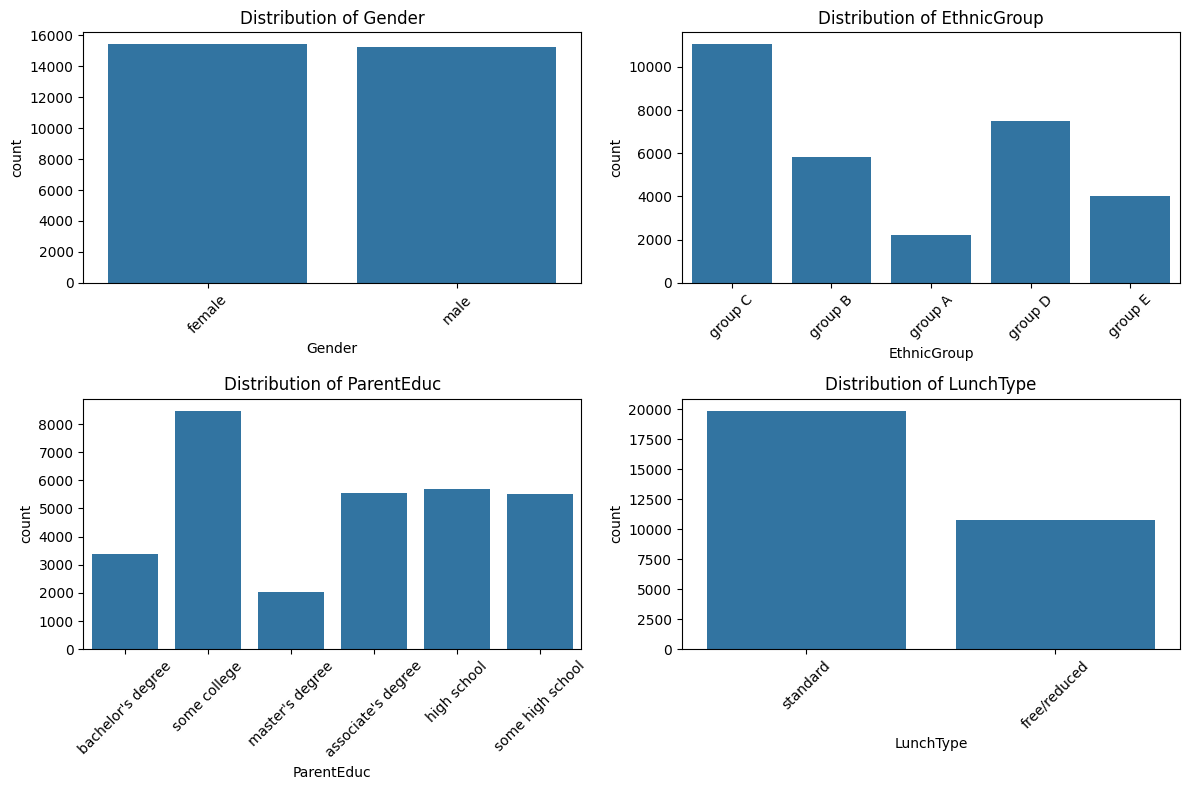 Distribution of Gender
16000
14000
12000
10000
8000
6000
4000
2000
0
count
female
male
Gender
Distribution of EthnicGroup
10000
8000
6000
4000
2000
0
count
group C
group B
group A
group D
group E
EthnicGroup
Distribution of ParentEduc
8000
7000
6000
5000
4000
3000
2000
1000
0
count
bachelor's degree
some college
master's degree
associate's degree
high school
some high school
ParentEduc
Distribution of LunchType
20000
17500
15000
12500
10000
7500
5000
2500
0
count
standard
free/reduced
LunchType